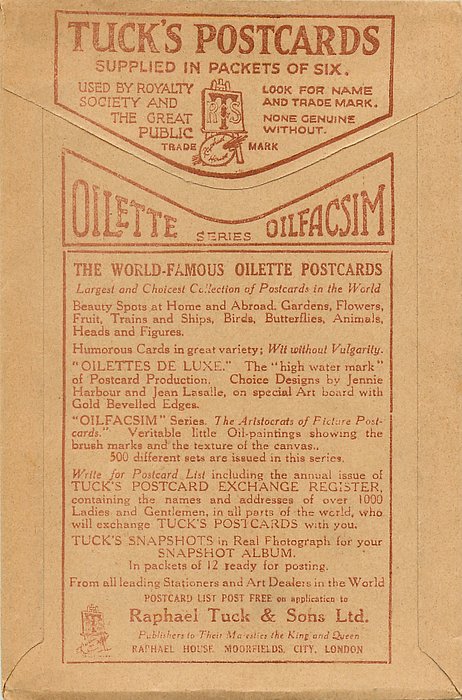 TUCK'S POSTCARDS
SUPPLIED IN PACKETS OF SIX.
USED BY ROYALTY
SOCIETY AND
THE GREAT
PUBLIC
RTS
LOOK FOR NAME
AND TRADE MARK.
NONE GENUINE
WITHOUT.
TRADE MARK
OILETTE SERIES OILFACSIM
THE WORLD-FAMOUS OILETTE POSTCARDS
Largest and Choicest Collection of Postcards in the World
Beauty Spots at Home and Abroad. Gardens, Flowers,
Fruit, Trains and Ships, Birds, Butterflies, Animals,
Heads and Figures.
Humorous Cards in great variety; Wit without Vulgarity.
"OILETTES DE LUXE." The "high water mark"
of Postcard Production. Choice Designs by Jennie
Harbour and Jean Lasalle, on special Art board with
Gold Bevelled Edges.
"OILFACSIM" Series. The Aristocrats of Picture Post-
cards." Veritable little Oil-paintings showing the
brush marks and the texture of the canvas..
500 different sets are issued in this series.
Write for Postcard List including the annual issue of
TUCK'S POSTCARD EXCHANGE REGISTER,
containing the names and addresses of over 1000
Ladies and Gentlemen, in all parts of the world, who
will exchange TUCK'S POSTCARDS with you.
TUCK'S SNAPSHOTS in Real Photograph for your
SNAPSHOT ALBUM.
In packets of 12 ready for posting.
From all leading Stationers and Art Dealers in the World
POSTCARD LIST POST FREE on application to
Raphael Tuck & Sons Ltd.
Publishers to Their Majesties the King and Queen
RAPHAEL HOUSE, MOORFIELDS, CITY, LONDON